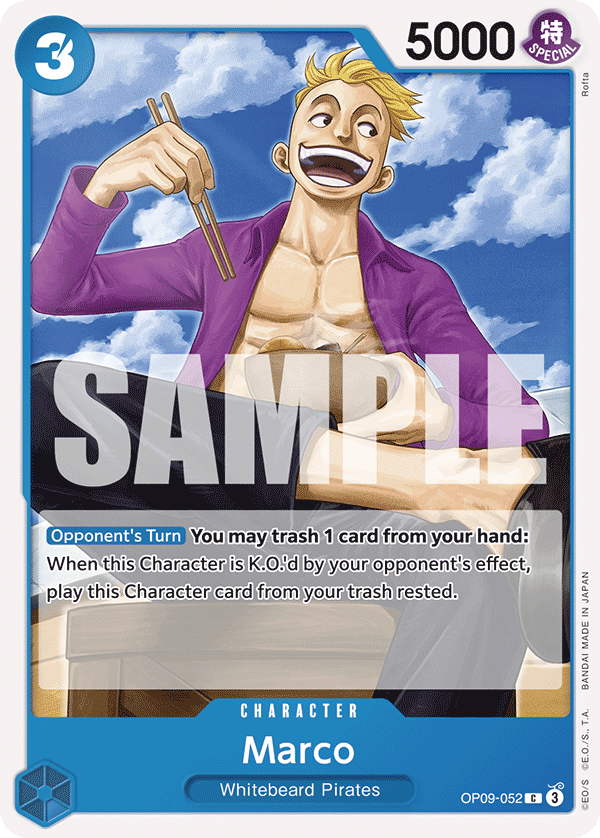 3
5000
特
SPECIAL
Rofta
SAMPLE
Opponent's Turn You may trash 1 card from your hand:
When this Character is K.O.'d by your opponent's effect,
play this Character card from your trash rested.
CHARACTER
Marco
Whitebeard Pirates
OP09-052 C 3
©EO/S ©E.O./S., T.A. BANDAI MADE IN JAPAN